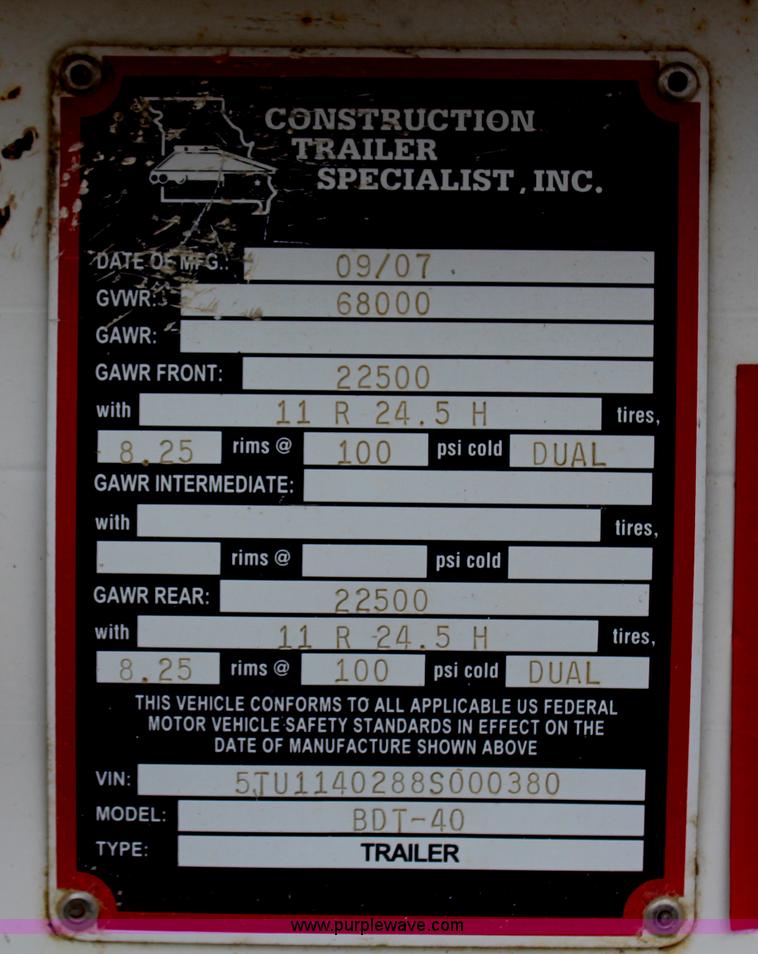 CONSTRUCTION
TRAILER
SPECIALIST, INC.
DATE OF MFG.: 09/07
GVWR: 68000
GAWR:
GAWR FRONT: 22500
with 11 R 24.5 H tires,
8.25 rims @ 100 psi cold DUAL
GAWR INTERMEDIATE:
with tires,
rims @ psi cold
GAWR REAR: 22500
with 11 R 24.5 H tires,
8.25 rims @ 100 psi cold DUAL
THIS VEHICLE CONFORMS TO ALL APPLICABLE US FEDERAL
MOTOR VEHICLE SAFETY STANDARDS IN EFFECT ON THE
DATE OF MANUFACTURE SHOWN ABOVE
VIN: 5TU1140288S000380
MODEL: BDT-40
TYPE: TRAILER
www.purplewave.com